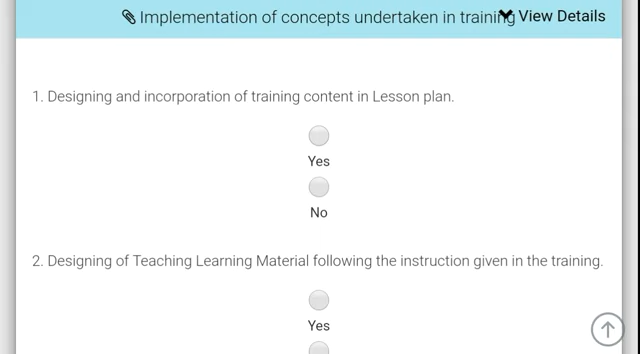 Implementation of concepts undertaken in training View Details
1. Designing and incorporation of training content in Lesson plan.
Yes
No
2. Designing of Teaching Learning Material following the instruction given in the training.
Yes